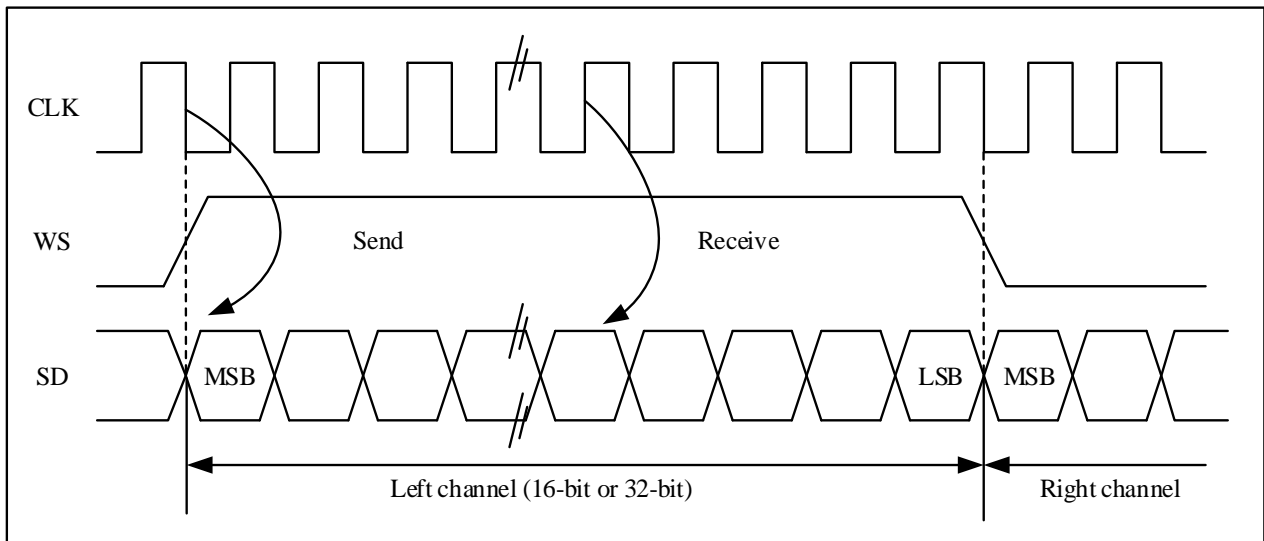 CLK
WS
Send
Receive
SD
MSB
LSB
MSB
Left channel (16-bit or 32-bit)
Right channel